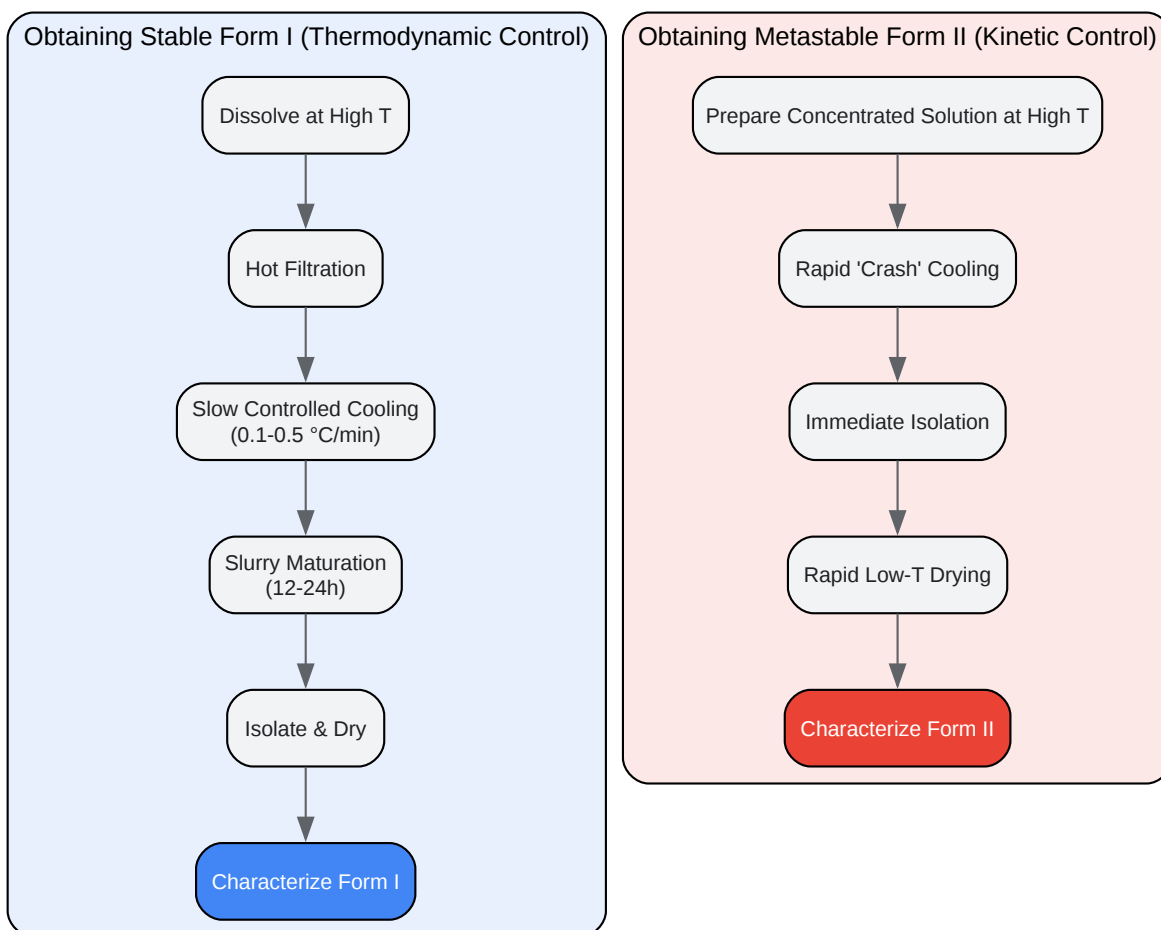 Obtaining Stable Form I (Thermodynamic Control)
Dissolve at High T
Hot Filtration
Slow Controlled Cooling
(0.1-0.5 °C/min)
Slurry Maturation
(12-24h)
Isolate & Dry
Characterize Form I
Obtaining Metastable Form II (Kinetic Control)
Prepare Concentrated Solution at High T
Rapid 'Crash' Cooling
Immediate Isolation
Rapid Low-T Drying
Characterize Form II